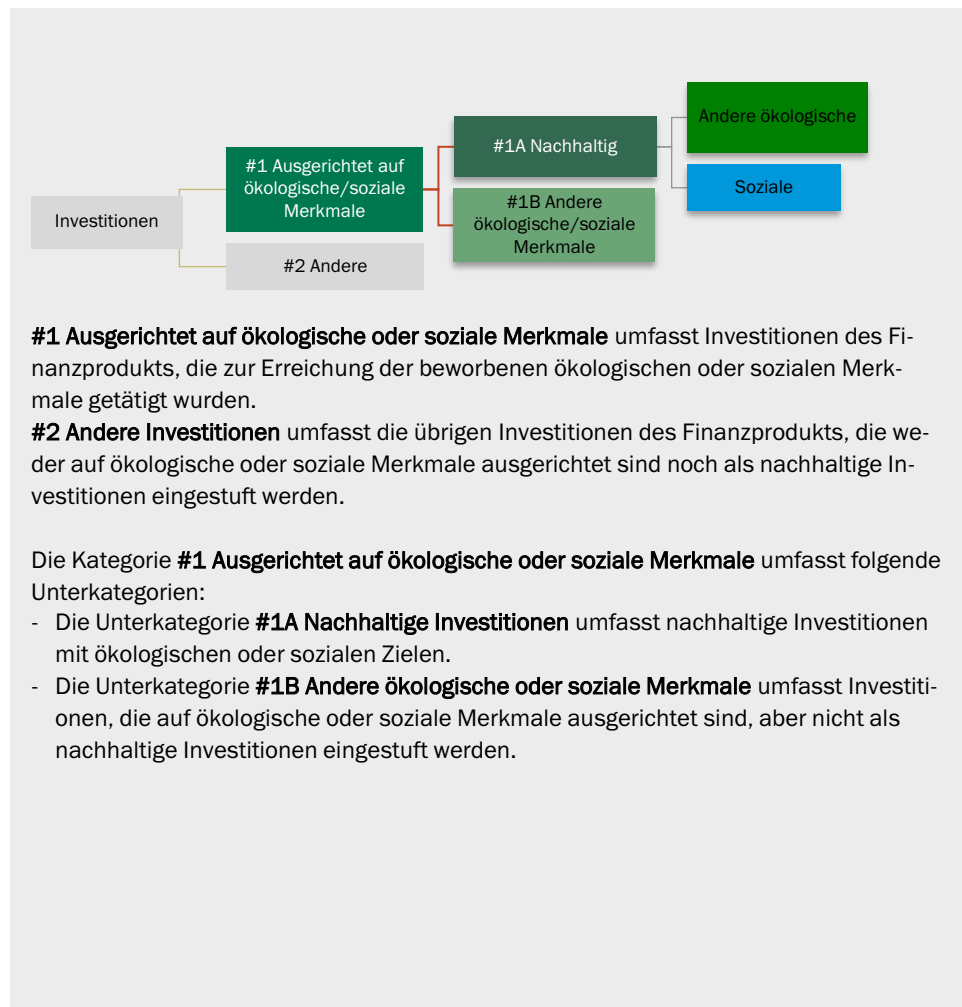 Andere ökologische
#1A Nachhaltig
#1 Ausgerichtet auf
ökologische/soziale
Merkmale
Soziale
#1B Andere
ökologische/soziale
Merkmale
Investitionen
#2 Andere
#1 Ausgerichtet auf ökologische oder soziale Merkmale umfasst Investitionen des Fi-
nanzprodukts, die zur Erreichung der beworbenen ökologischen oder sozialen Merk-
male getätigt wurden.
#2 Andere Investitionen umfasst die übrigen Investitionen des Finanzprodukts, die we-
der auf ökologische oder soziale Merkmale ausgerichtet sind noch als nachhaltige In-
vestitionen eingestuft werden.
Die Kategorie #1 Ausgerichtet auf ökologische oder soziale Merkmale umfasst folgende
Unterkategorien:
- Die Unterkategorie #1A Nachhaltige Investitionen umfasst nachhaltige Investitionen
mit ökologischen oder sozialen Zielen.
- Die Unterkategorie #1B Andere ökologische oder soziale Merkmale umfasst Investiti-
onen, die auf ökologische oder soziale Merkmale ausgerichtet sind, aber nicht als
nachhaltige Investitionen eingestuft werden.